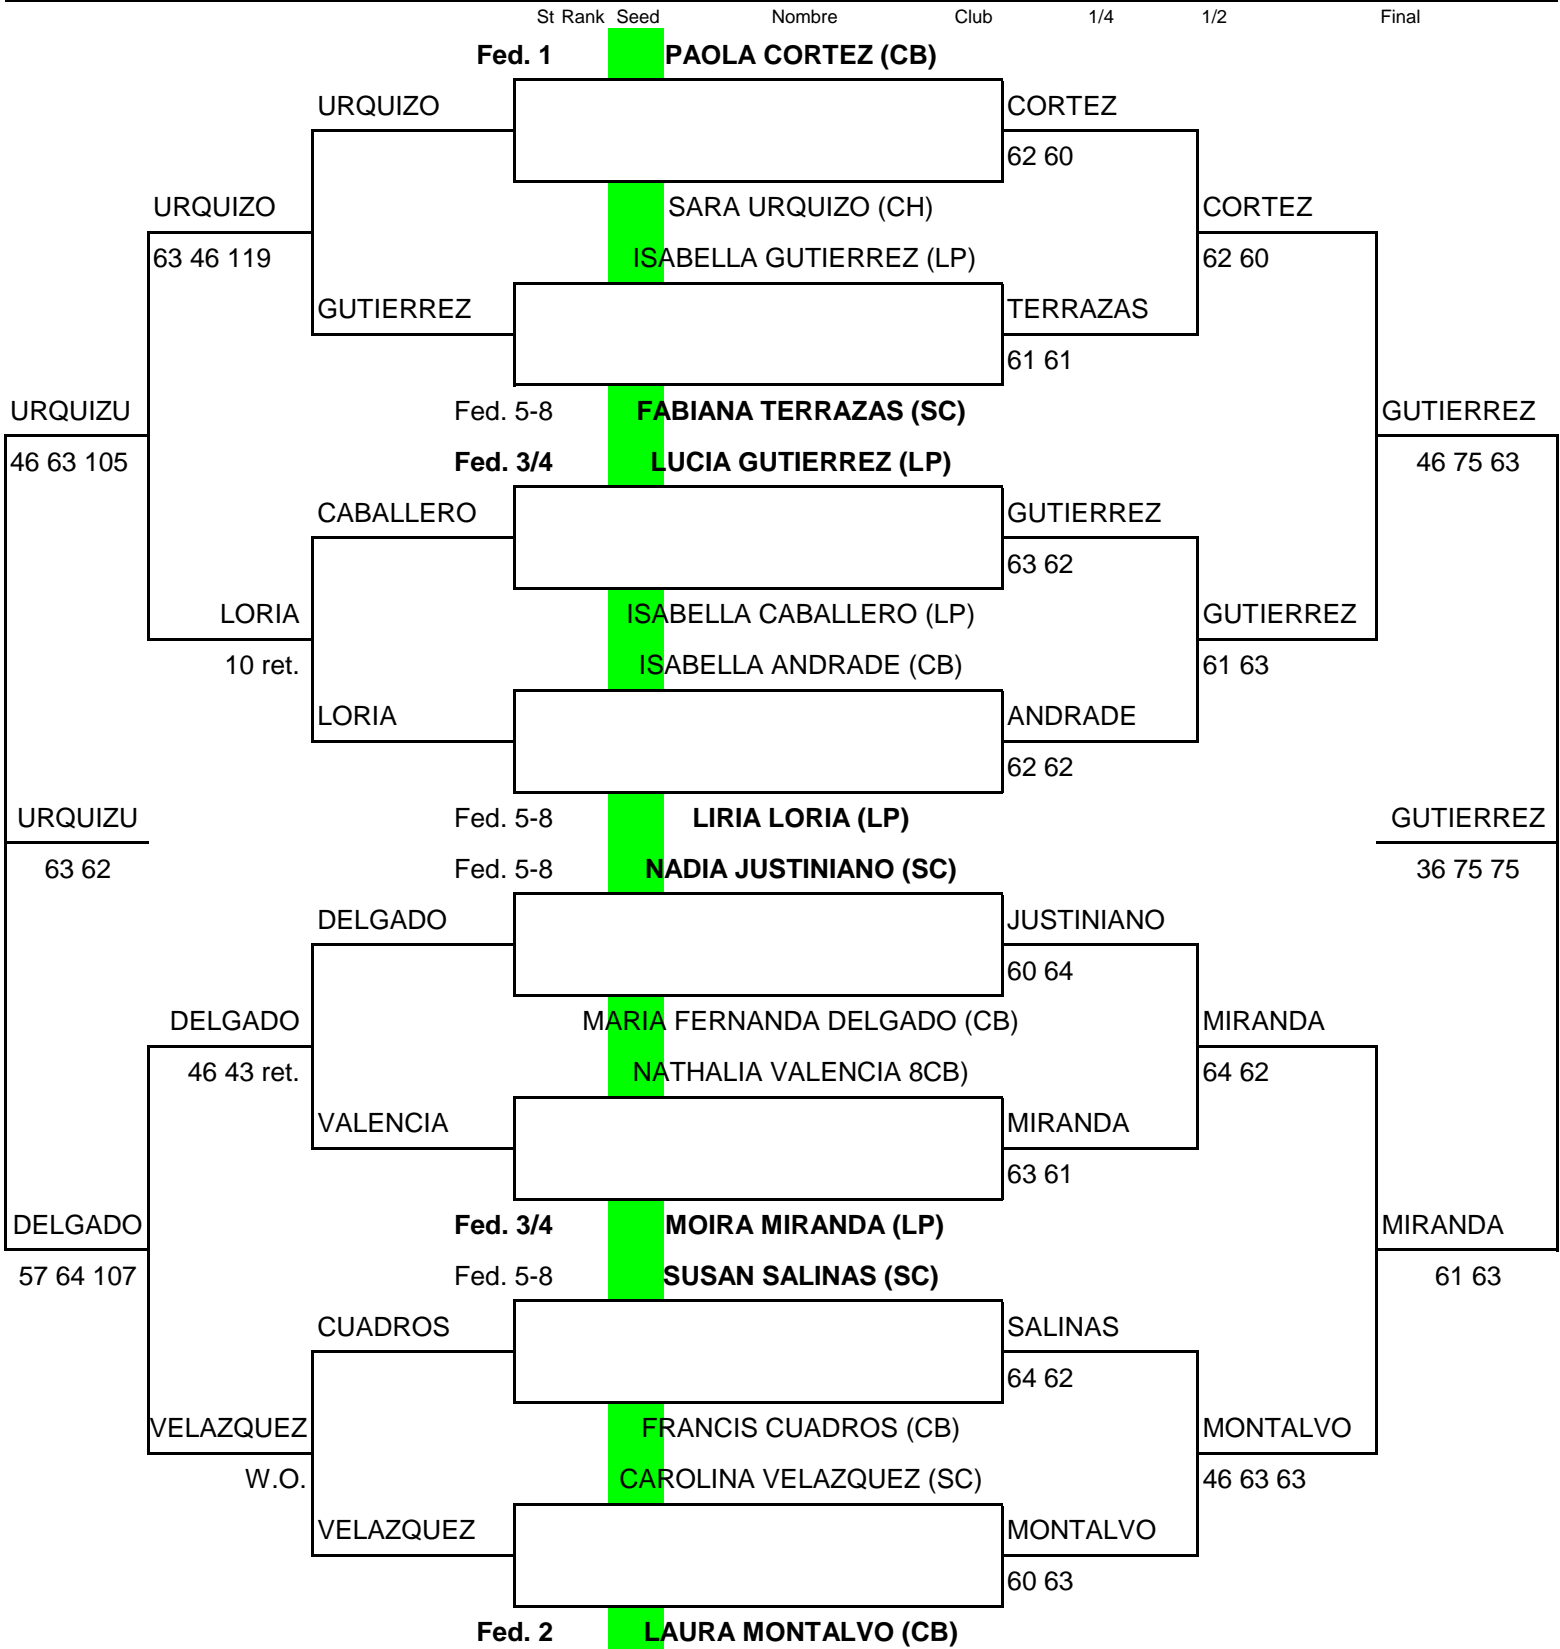 St Rank Seed Nombre Club 1/4 1/2 Final
Fed. 1 PAOLA CORTEZ (CB)
URQUIZO CORTEZ
62 60
URQUIZO SARA URQUIZO (CH) CORTEZ
63 46 119 ISABELLA GUTIERREZ (LP) 62 60
GUTIERREZ TERRAZAS
61 61
URQUIZU Fed. 5-8 FABIANA TERRAZAS (SC) GUTIERREZ
46 63 105 Fed. 3/4 LUCIA GUTIERREZ (LP) 46 75 63
CABALLERO GUTIERREZ
63 62
LORIA ISABELLA CABALLERO (LP) GUTIERREZ
10 ret. ISABELLA ANDRADE (CB) 61 63
LORIA ANDRADE
62 62
URQUIZU Fed. 5-8 LIRIA LORIA (LP) GUTIERREZ
63 62 Fed. 5-8 NADIA JUSTINIANO (SC) 36 75 75
DELGADO JUSTINIANO
60 64
DELGADO MARIA FERNANDA DELGADO (CB) MIRANDA
46 43 ret. NATHALIA VALENCIA 8CB) 64 62
VALENCIA MIRANDA
63 61
DELGADO Fed. 3/4 MOIRA MIRANDA (LP) MIRANDA
57 64 107 Fed. 5-8 SUSAN SALINAS (SC) 61 63
CUADROS SALINAS
64 62
VELAZQUEZ FRANCIS CUADROS (CB) MONTALVO
W.O. CAROLINA VELAZQUEZ (SC) 46 63 63
VELAZQUEZ MONTALVO
60 63
Fed. 2 LAURA MONTALVO (CB)